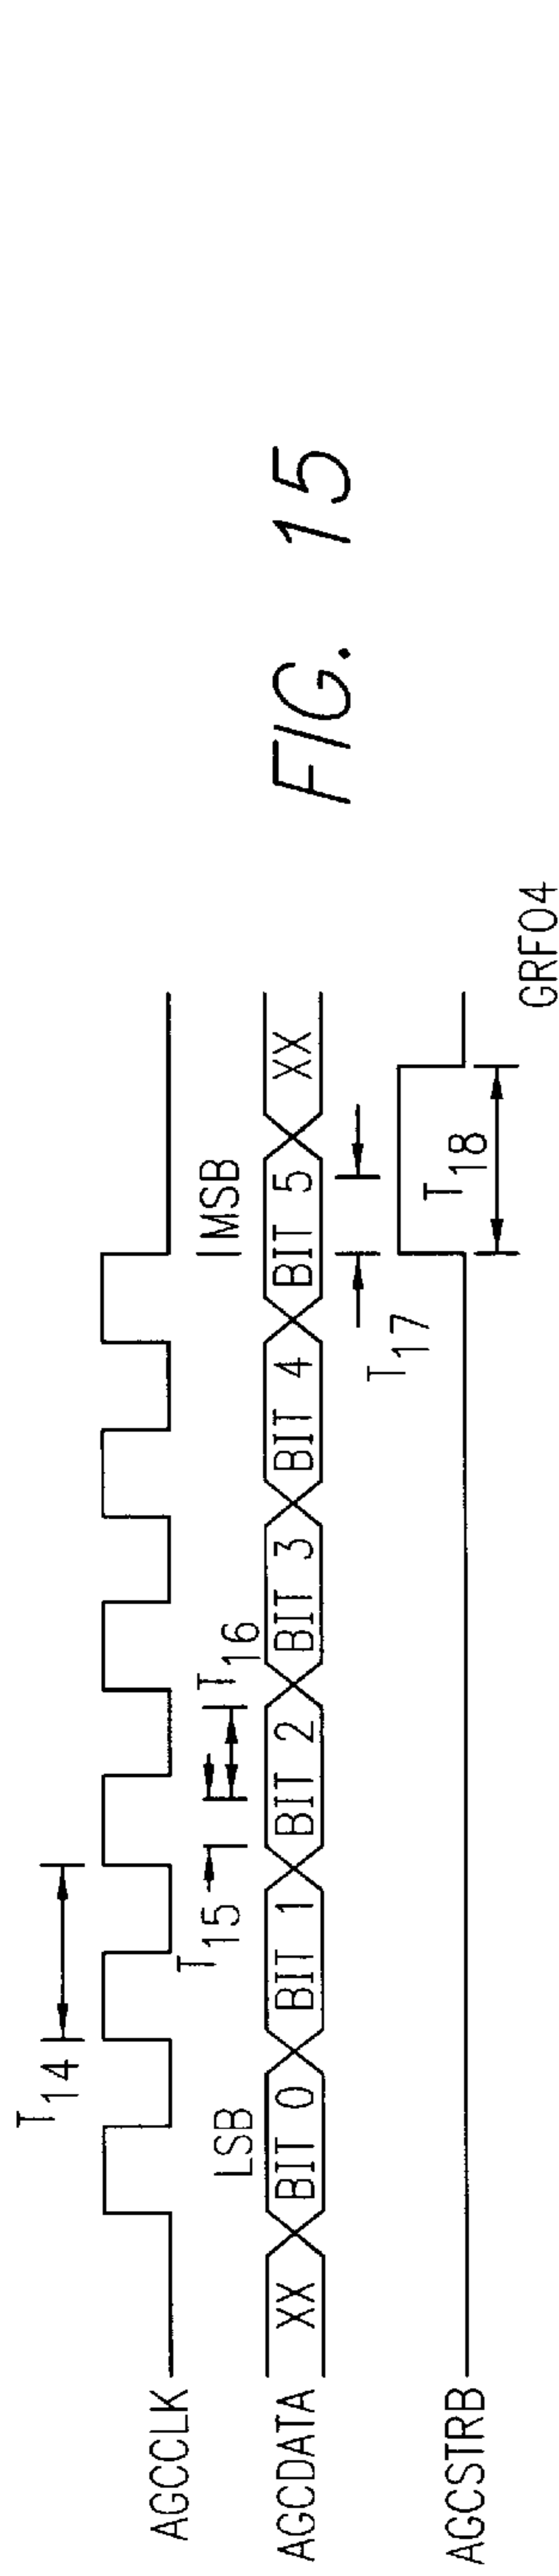 T14
AGCCLK
T15 T16
LSB MSB
AGCDATA XX BIT 0 BIT 1 BIT 2 BIT 3 BIT 4 BIT 5 XX
T17 T18
AGCSTRB
GRF04
FIG. 15